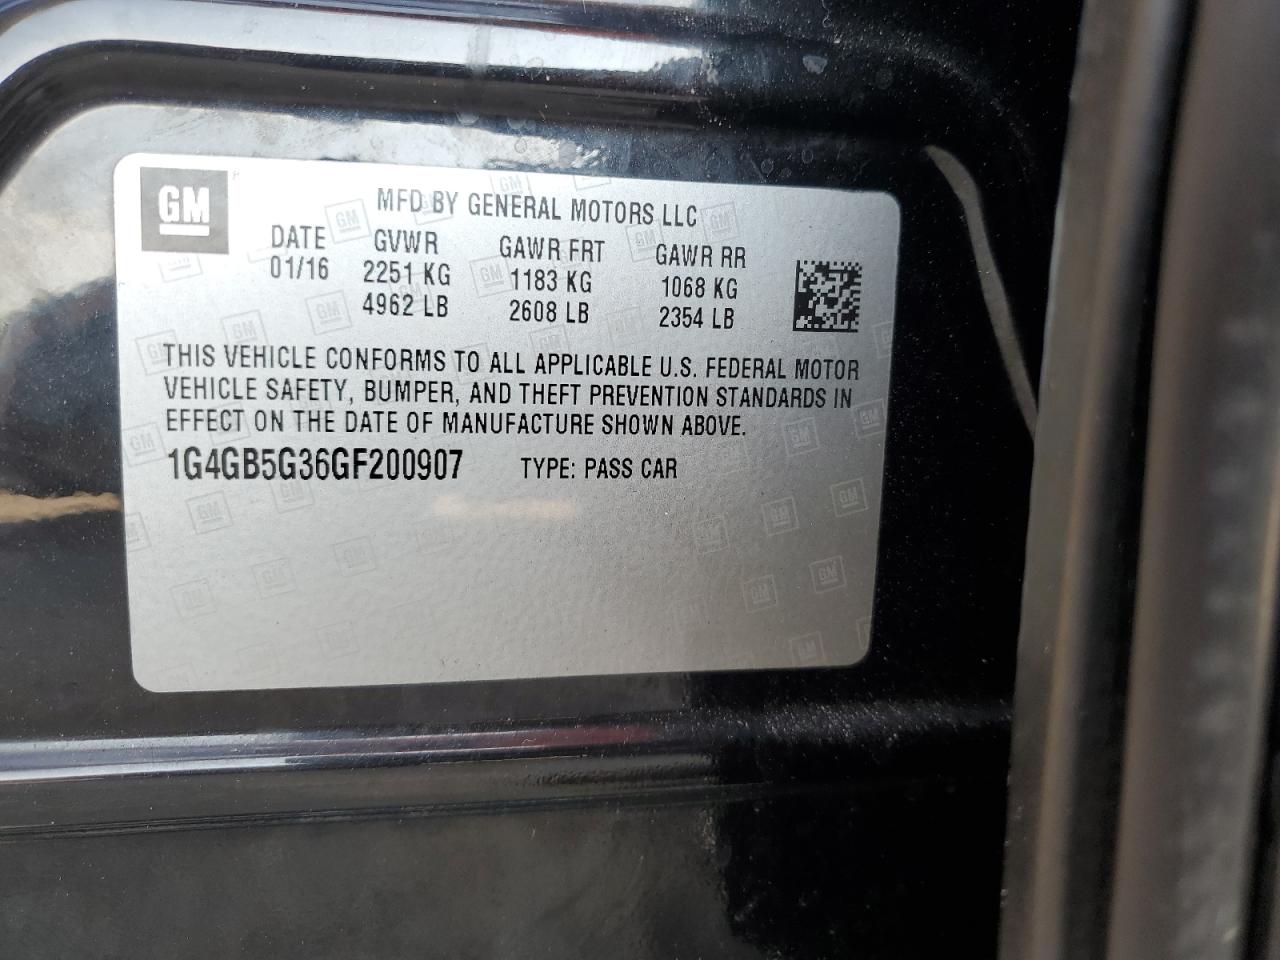 GM
MFD BY GENERAL MOTORS LLC
DATE GVWR GAWR FRT GAWR RR
01/16 2251 KG 1183 KG 1068 KG
4962 LB 2608 LB 2354 LB
THIS VEHICLE CONFORMS TO ALL APPLICABLE U.S. FEDERAL MOTOR
VEHICLE SAFETY, BUMPER, AND THEFT PREVENTION STANDARDS IN
EFFECT ON THE DATE OF MANUFACTURE SHOWN ABOVE.
1G4GB5G36GF200907 TYPE: PASS CAR